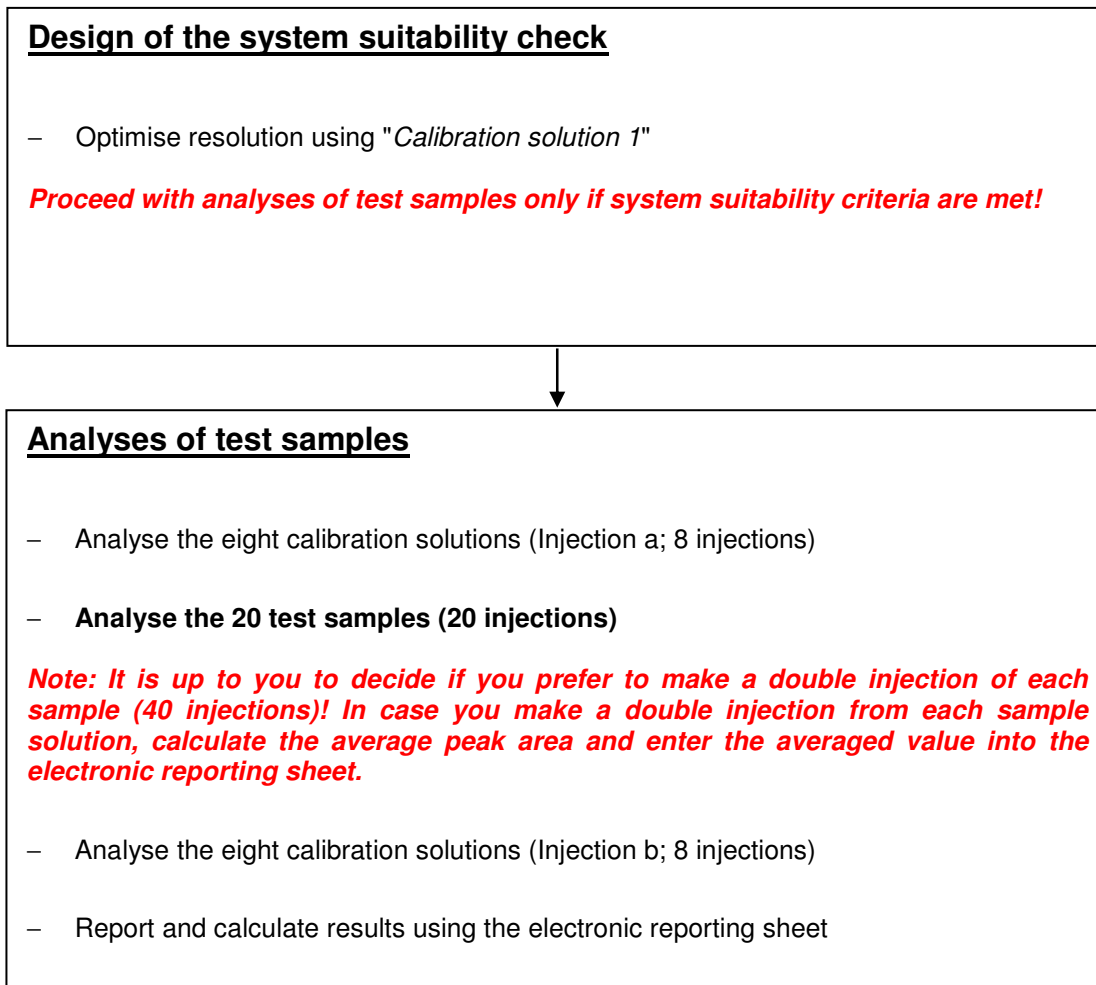 Design of the system suitability check
– Optimise resolution using "Calibration solution 1"
Proceed with analyses of test samples only if system suitability criteria are met!
Analyses of test samples
– Analyse the eight calibration solutions (Injection a; 8 injections)
– Analyse the 20 test samples (20 injections)
Note: It is up to you to decide if you prefer to make a double injection of each
sample (40 injections)! In case you make a double injection from each sample
solution, calculate the average peak area and enter the averaged value into the
electronic reporting sheet.
– Analyse the eight calibration solutions (Injection b; 8 injections)
– Report and calculate results using the electronic reporting sheet